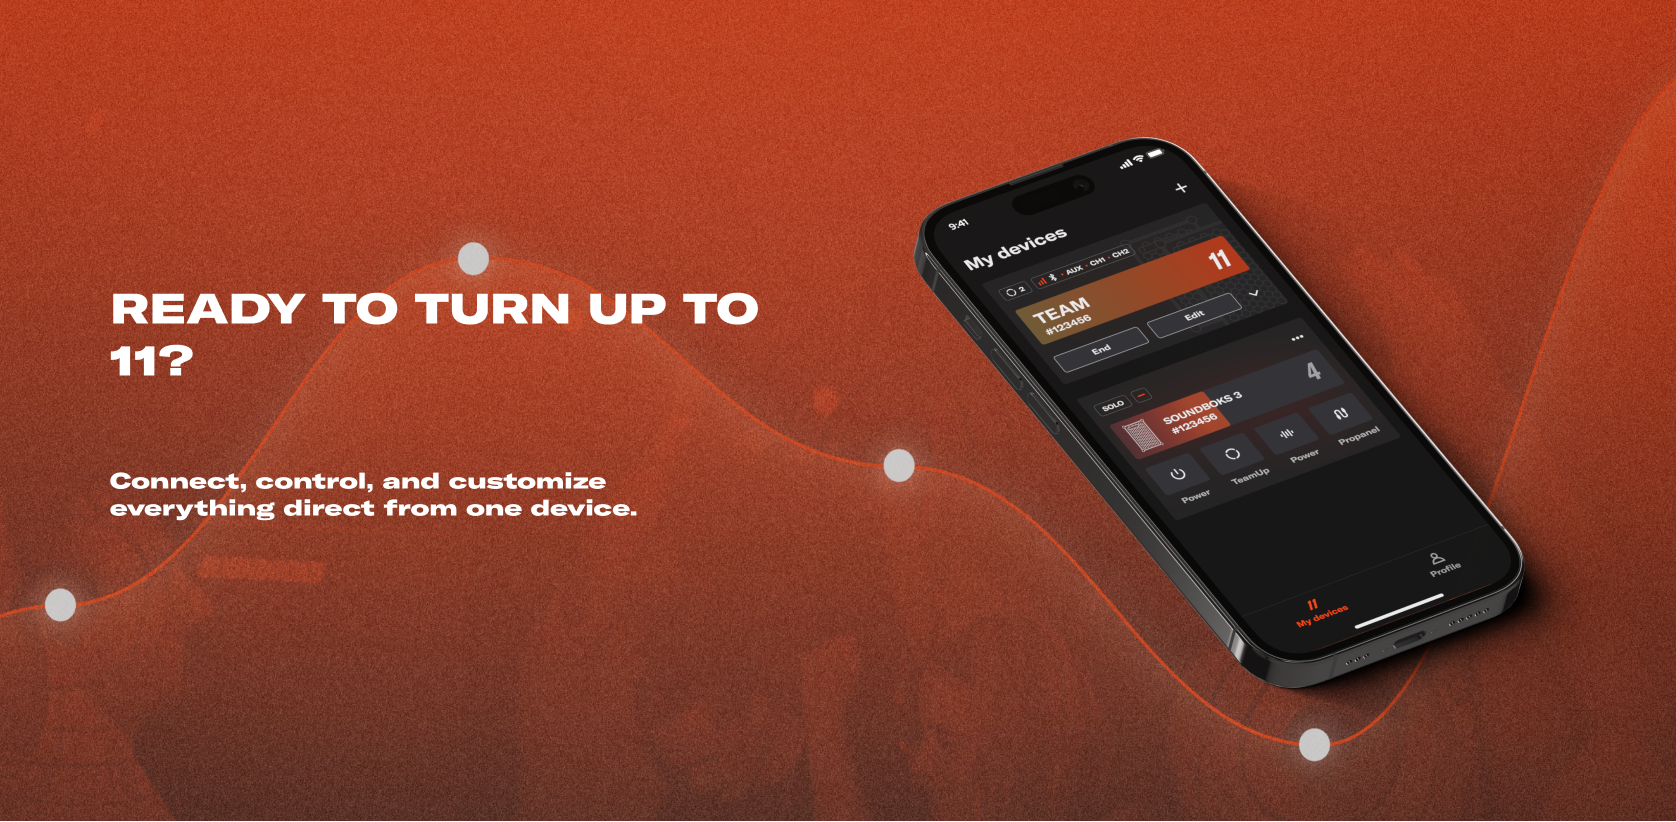 READY TO TURN UP TO
11?
Connect, control, and customize
everything direct from one device.
9:41
My devices
2
AUX • CH1 • CH2
TEAM
#123456
11
End
Edit
SOLO
SOUNDBOKS 3
#123456
4
Power
TeamUp
Power
Propanel
My devices
Profile